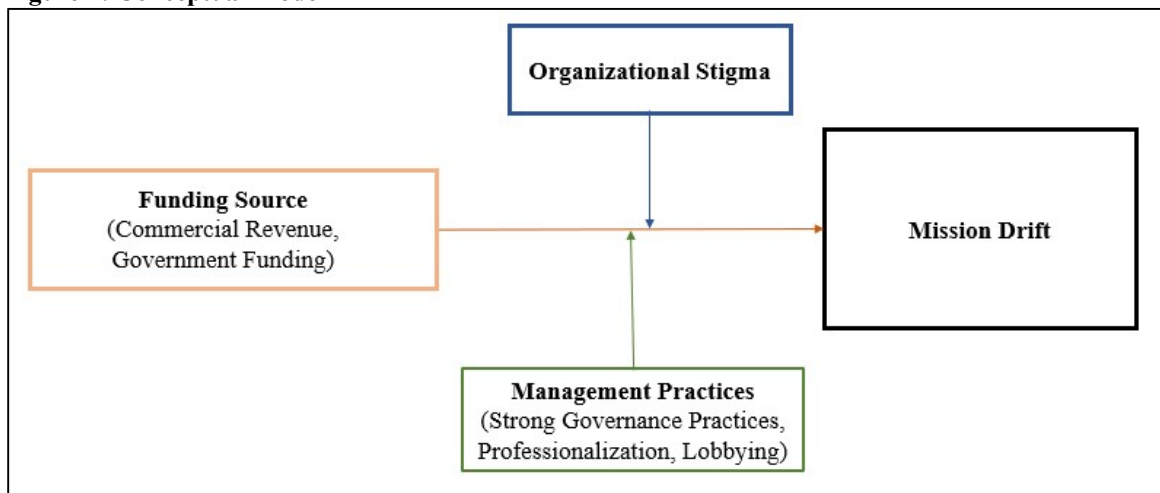 Organizational Stigma
Funding Source
(Commercial Revenue,
Government Funding)
Mission Drift
Management Practices
(Strong Governance Practices,
Professionalization, Lobbying)